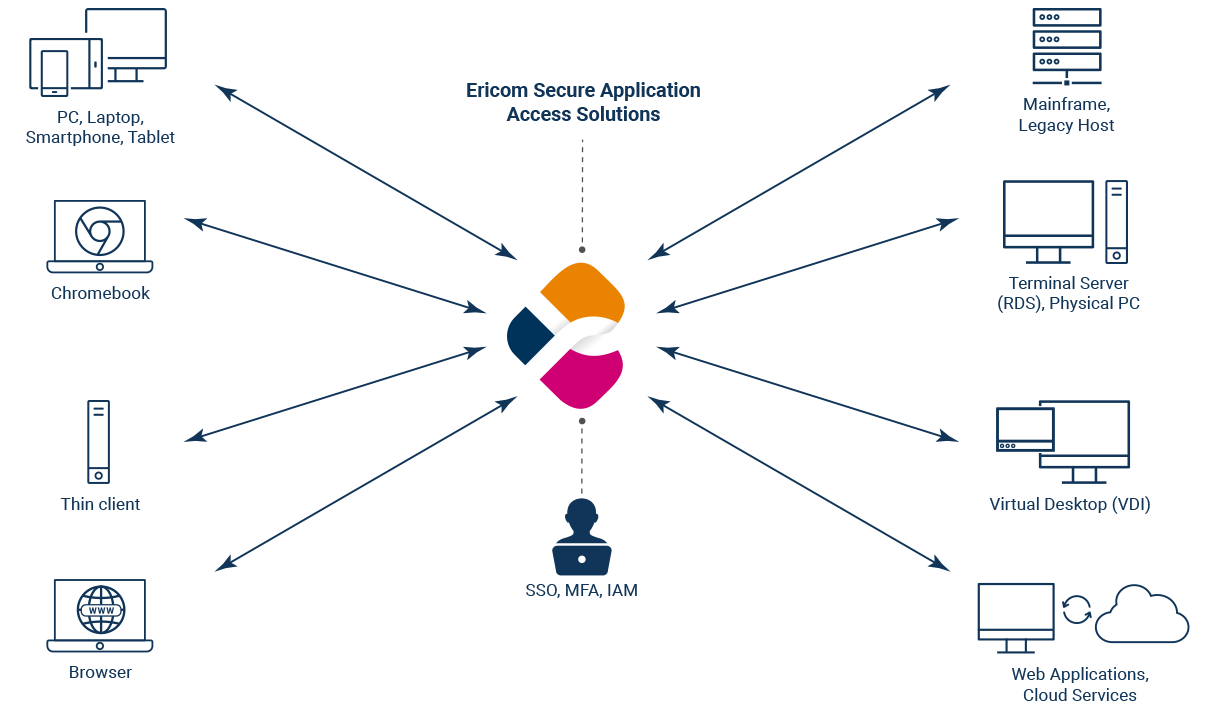 Ericom Secure Application
Access Solutions
PC, Laptop,
Smartphone, Tablet
Chromebook
Thin client
WWW
Browser
SSO, MFA, IAM
Mainframe,
Legacy Host
Terminal Server
(RDS), Physical PC
Virtual Desktop (VDI)
Web Applications,
Cloud Services